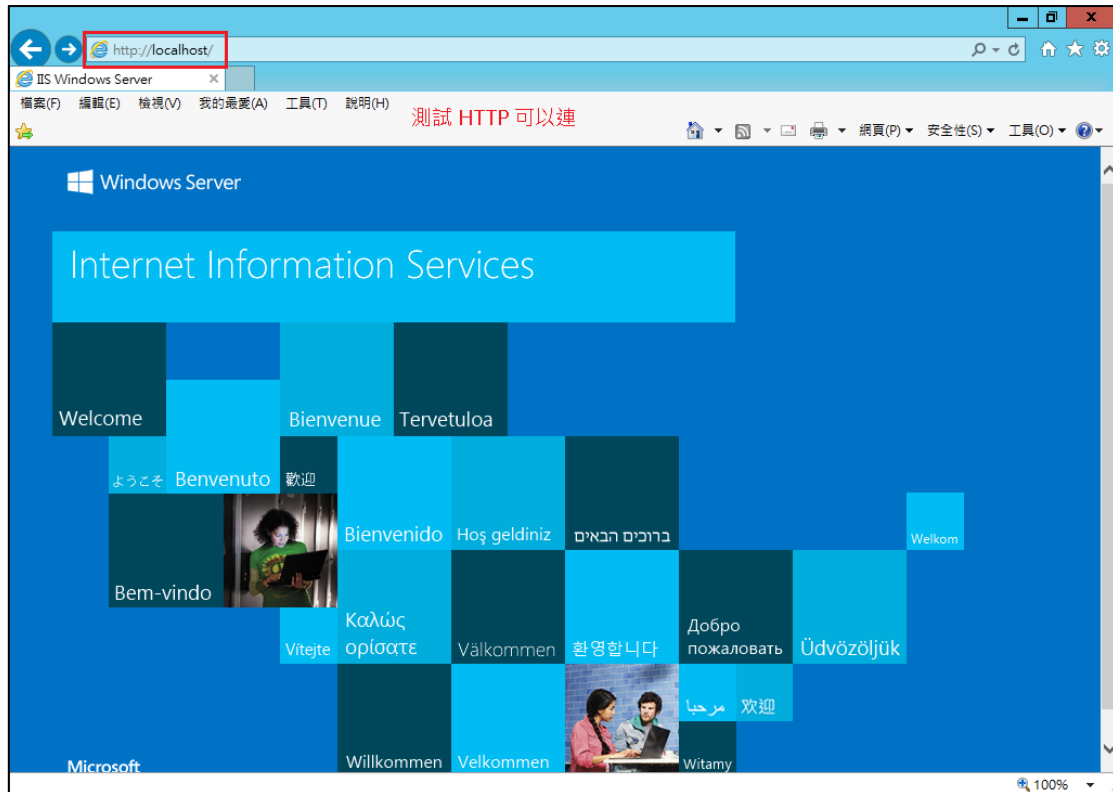 http://localhost/
IIS Windows Server
檔案(F) 編輯(E) 檢視(V) 我的最愛(A) 工具(T) 說明(H)
測試 HTTP 可以連
網頁(P) 安全性(S) 工具(O)
Windows Server
Internet Information Services
Welcome
Bienvenue
Tervetuloa
ようこそ
Benvenuto
歡迎
Bienvenido
Hoş geldiniz
ברוכים הבאים
Welkom
Bem-vindo
Vítejte
Καλώς
ορίσατε
Välkommen
환영합니다
Добро
пожаловать
Üdvözöljük
مرحبا
欢迎
Microsoft
Willkommen
Velkommen
Witamy
100%